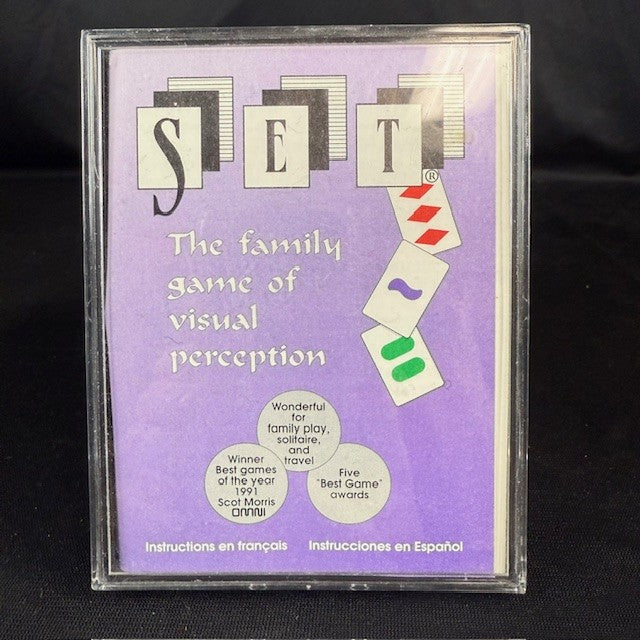 SET®
The family
game of
visual
perception
Wonderful
for
family play,
solitaire,
and
travel
Winner
Best games
of the year
1991
Scot Morris
OMNI
Five
"Best Game"
awards
Instructions en français Instrucciones en Español